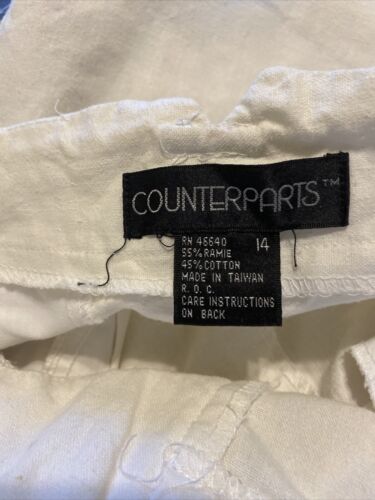 COUNTERPARTS™
RN 46640 14
55% RAMIE
45% COTTON
MADE IN TAIWAN
R. O. C.
CARE INSTRUCTIONS
ON BACK